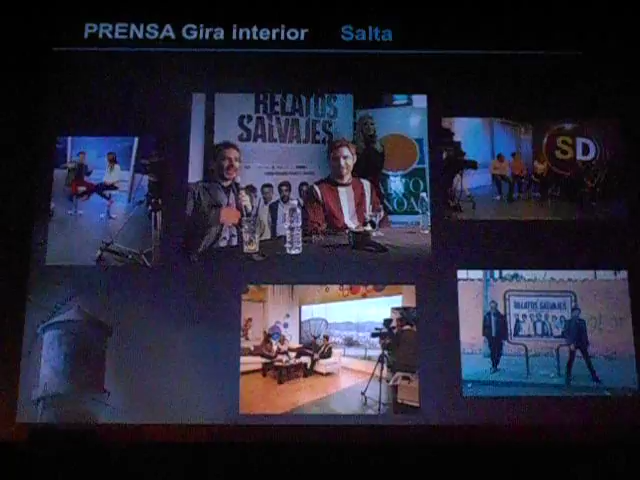 PRENSA Gira interior Salta
RELATOS
SALVAJES
SD
RELATOS SALVAJES